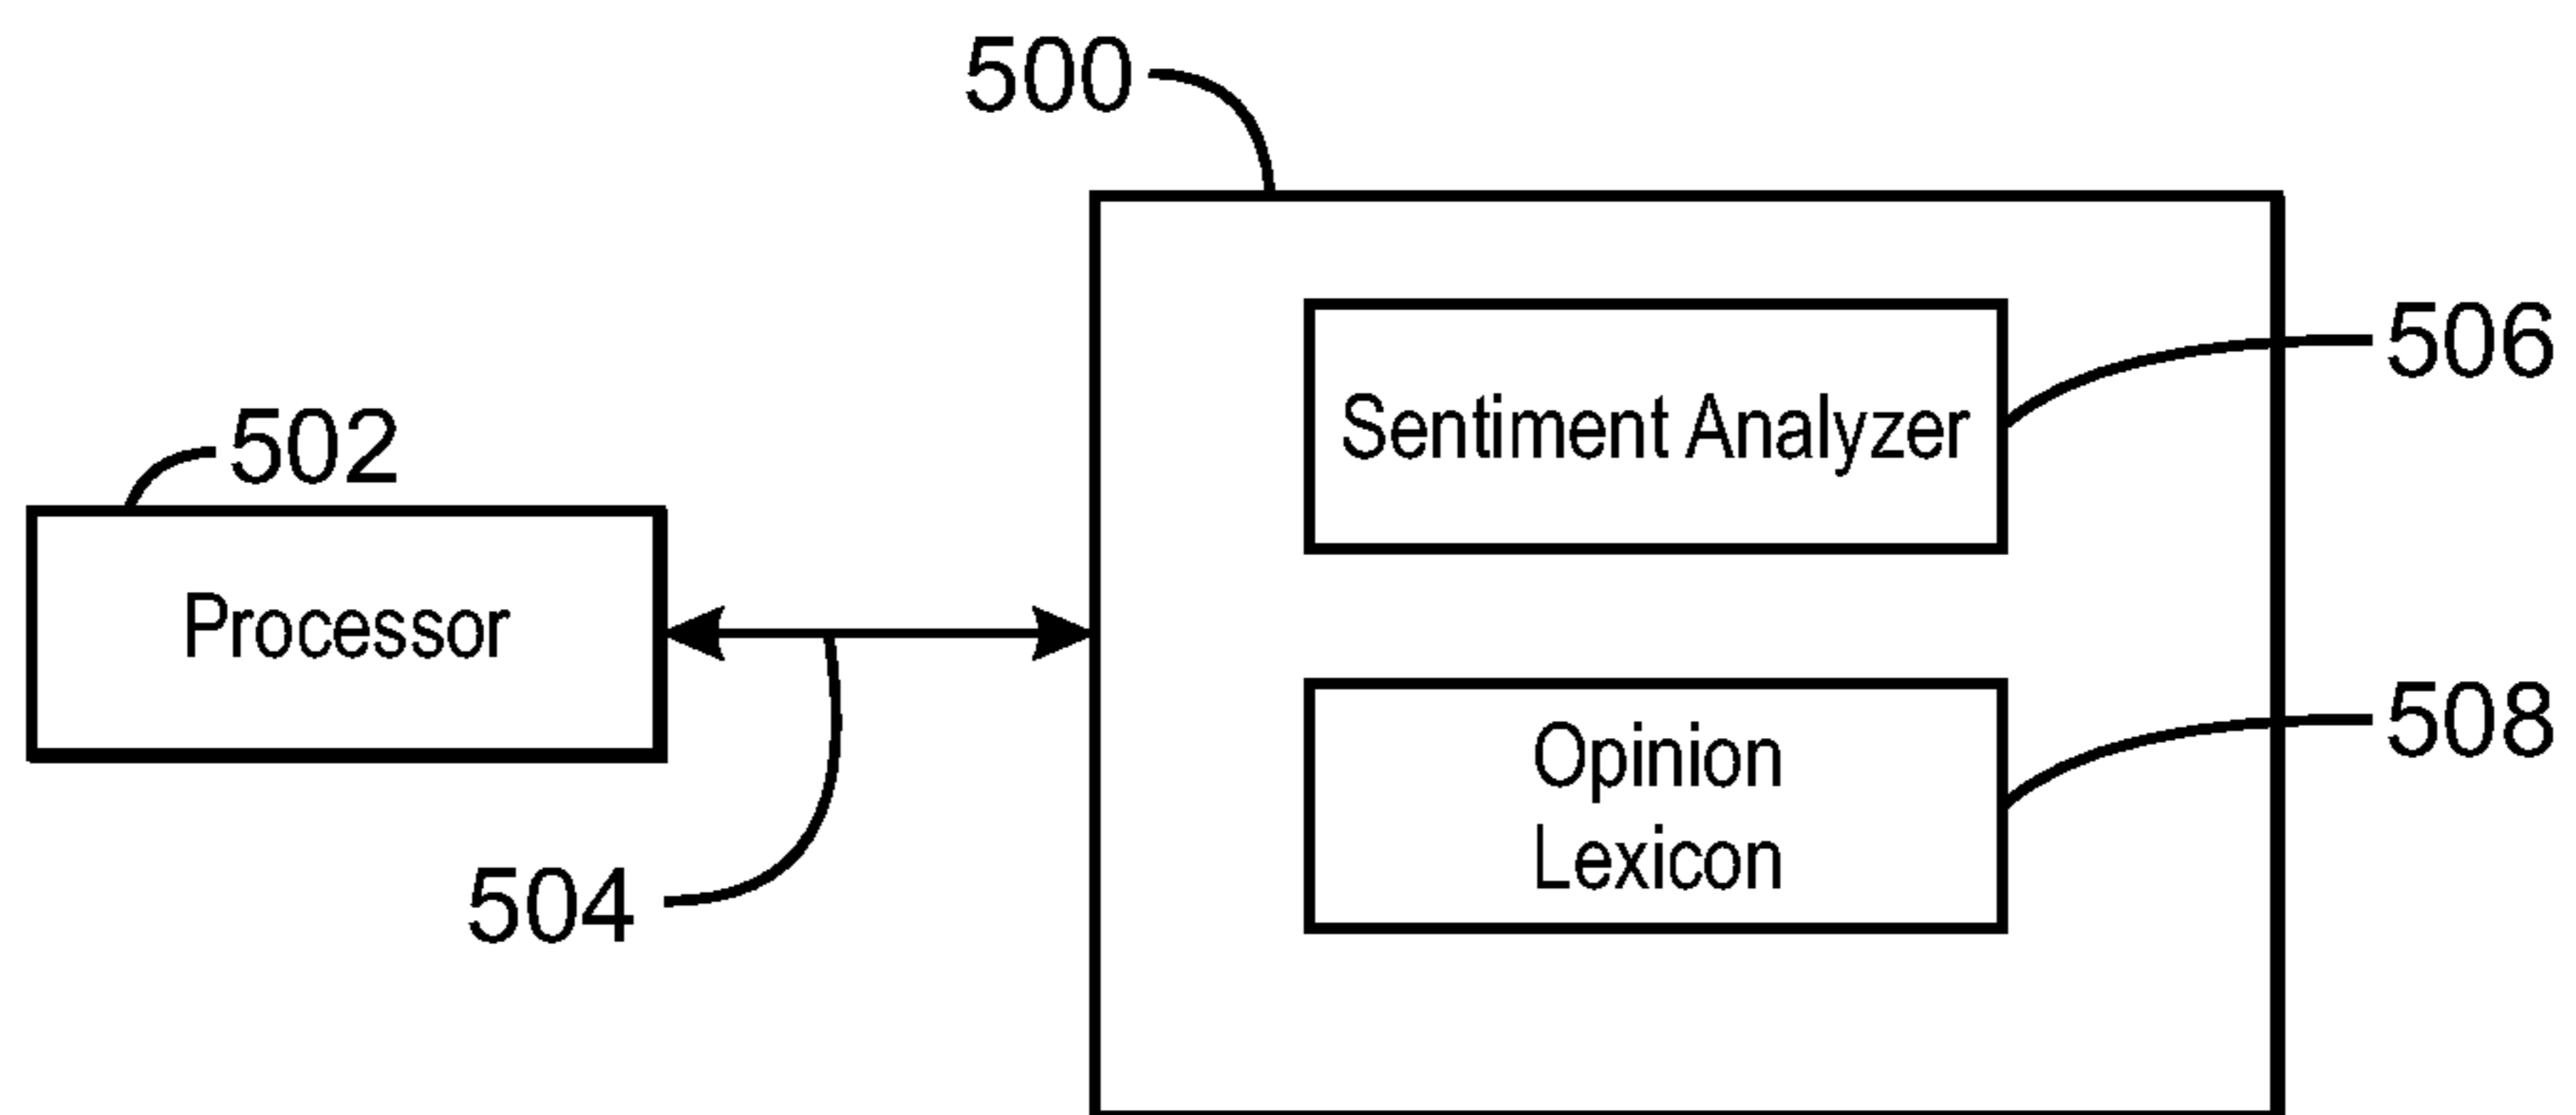 500
506
Sentiment Analyzer
502
Processor
508
Opinion
Lexicon
504